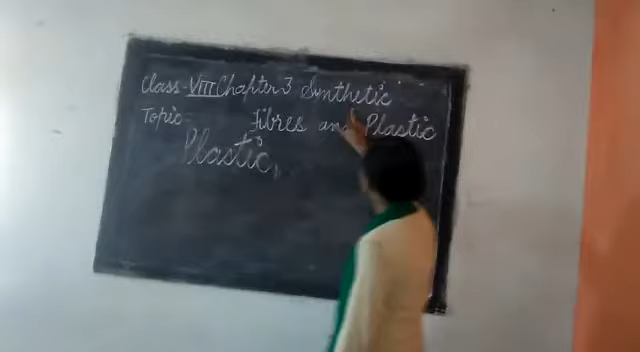 Class-VIII Chapter 3 Synthetic
Topic- Fibres and Plastic
Plastic,